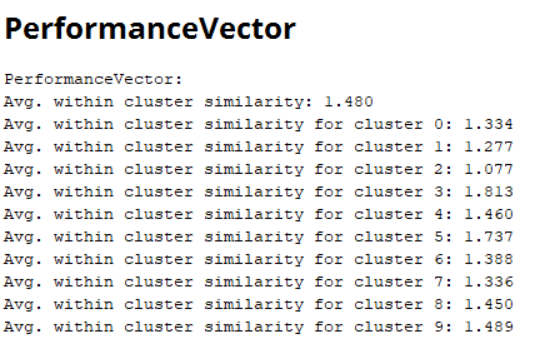 PerformanceVector
PerformanceVector:
Avg. within cluster similarity: 1.480
Avg. within cluster similarity for cluster 0: 1.334
Avg. within cluster similarity for cluster 1: 1.277
Avg. within cluster similarity for cluster 2: 1.077
Avg. within cluster similarity for cluster 3: 1.813
Avg. within cluster similarity for cluster 4: 1.460
Avg. within cluster similarity for cluster 5: 1.737
Avg. within cluster similarity for cluster 6: 1.388
Avg. within cluster similarity for cluster 7: 1.336
Avg. within cluster similarity for cluster 8: 1.450
Avg. within cluster similarity for cluster 9: 1.489